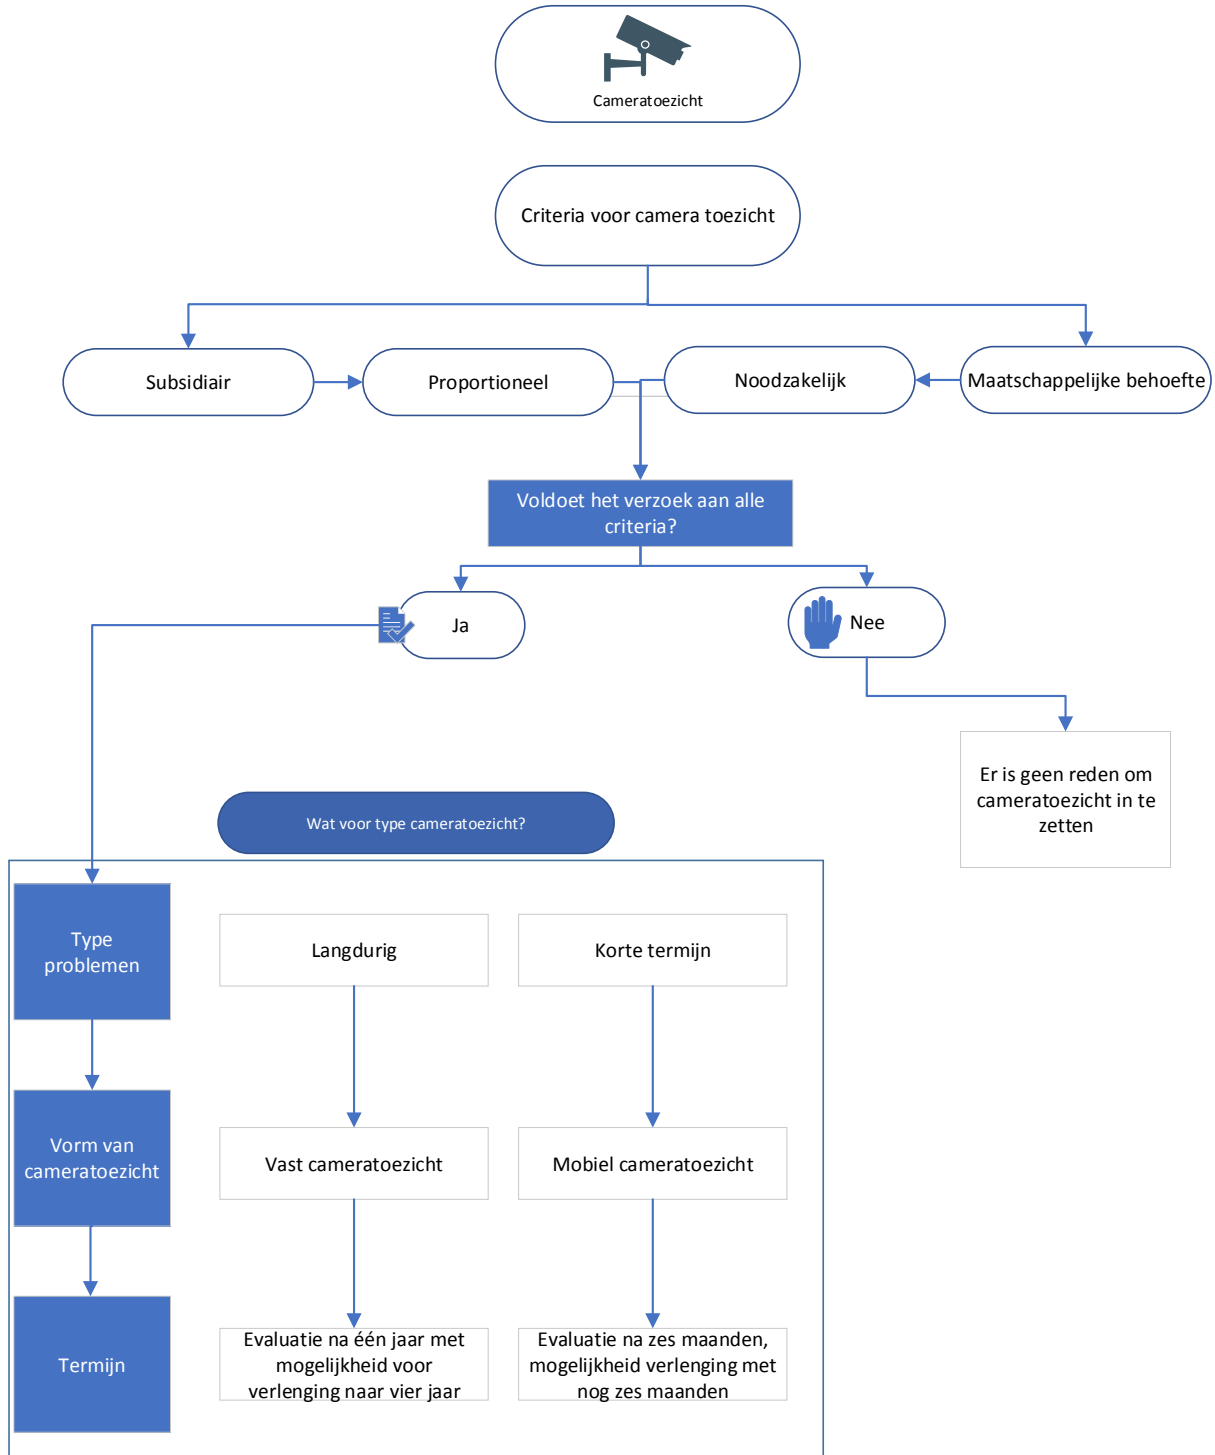 Cameratoezicht
Criteria voor camera toezicht
Subsidiair
Proportioneel
Noodzakelijk
Maatschappelijke behoefte
Voldoet het verzoek aan alle
criteria?
Ja
Nee
Er is geen reden om
cameratoezicht in te
zetten
Wat voor type cameratoezicht?
Type
problemen
Langdurig
Korte termijn
Vorm van
cameratoezicht
Vast cameratoezicht
Mobiel cameratoezicht
Termijn
Evaluatie na één jaar met
mogelijkheid voor
verlenging naar vier jaar
Evaluatie na zes maanden,
mogelijkheid verlenging met
nog zes maanden